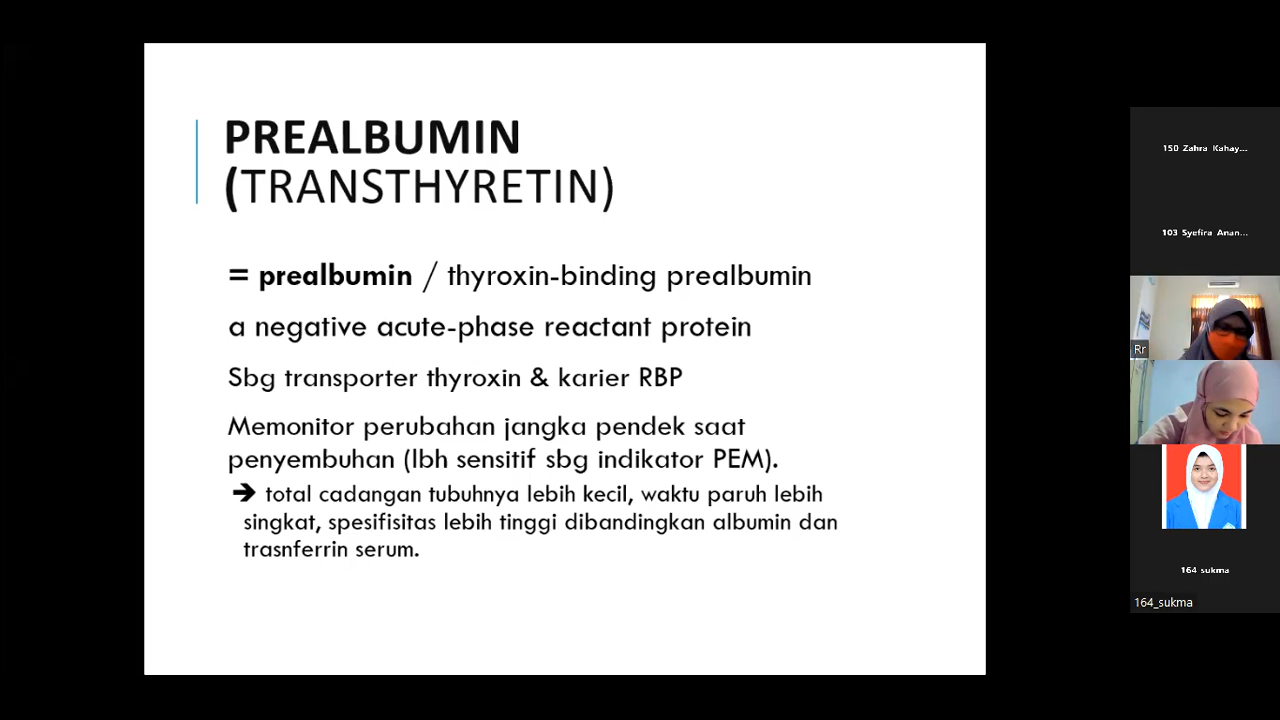 PREALBUMIN
(TRANSTHYRETIN)
= prealbumin / thyroxin-binding prealbumin
a negative acute-phase reactant protein
Sbg transporter thyroxin & karier RBP
Memonitor perubahan jangka pendek saat
penyembuhan (lbh sensitif sbg indikator PEM).
➔ total cadangan tubuhnya lebih kecil, waktu paruh lebih
singkat, spesifisitas lebih tinggi dibandingkan albumin dan
trasnferrin serum.
150 Zahra Kahay...
103 Syefira Anan...
Rr
164 sukma
164_sukma